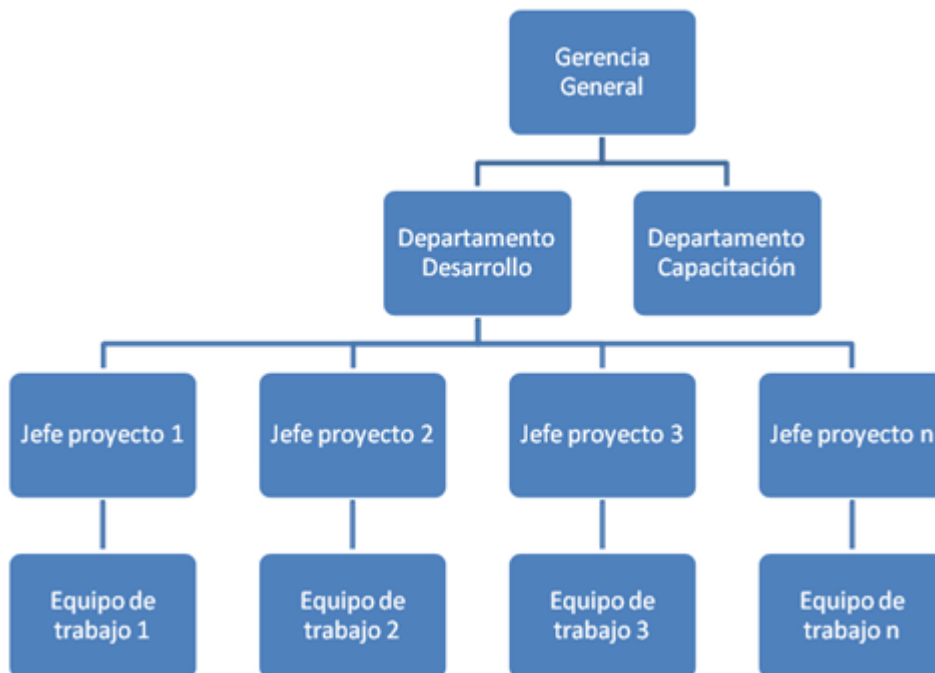 Gerencia
General
Departamento
Desarrollo
Departamento
Capacitación
Jefe proyecto 1
Jefe proyecto 2
Jefe proyecto 3
Jefe proyecto n
Equipo de
trabajo 1
Equipo de
trabajo 2
Equipo de
trabajo 3
Equipo de
trabajo n